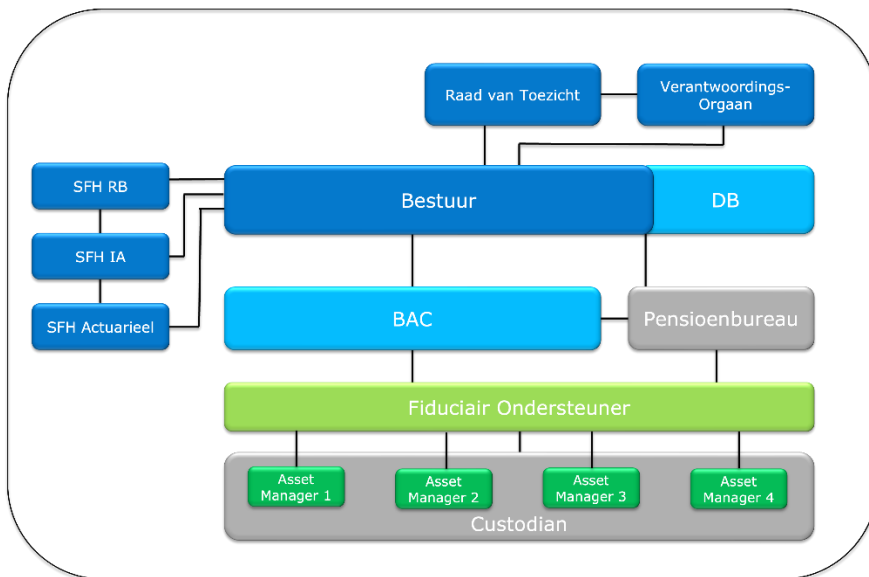 Raad van Toezicht
Verantwoordings-
Orgaan
SFH RB
Bestuur
DB
SFH IA
SFH Actuarieel
BAC
Pensioenbureau
Fiduciair Ondersteuner
Asset
Manager 1
Asset
Manager 2
Asset
Manager 3
Asset
Manager 4
Custodian